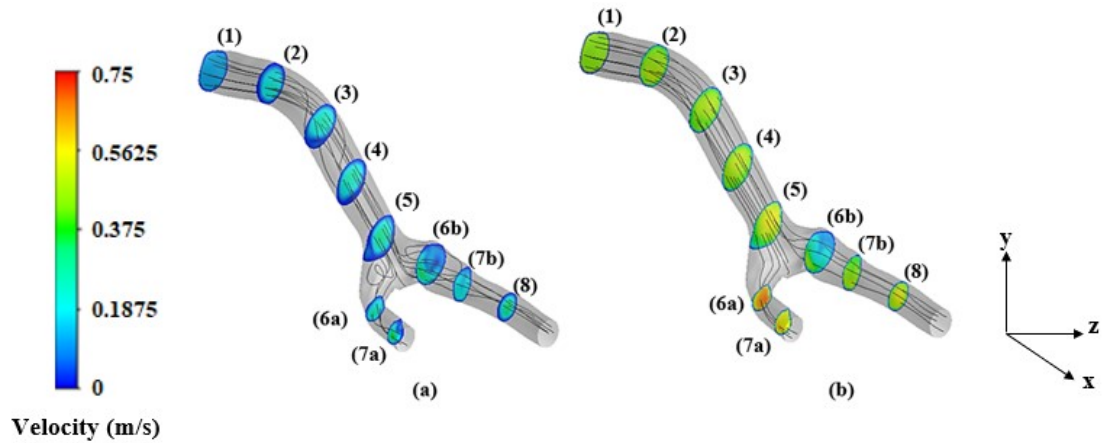 0.75
0.5625
0.375
0.1875
0
Velocity (m/s)
(1)
(2)
(3)
(4)
(5)
(6b)
(7b)
(8)
(6a)
(7a)
(a)
(1)
(2)
(3)
(4)
(5)
(6b)
(7b)
(8)
(6a)
(7a)
(b)
y
z
x